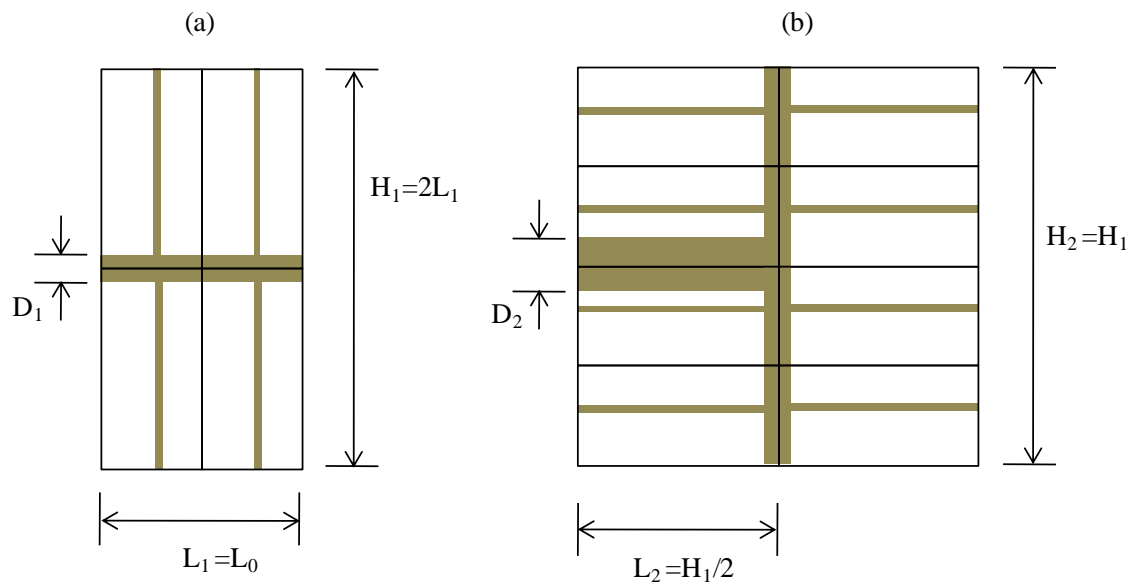 (a)
(b)
H₁=2L₁
H₂=H₁
D₁
D₂
L₁=L₀
L₂=H₁/2